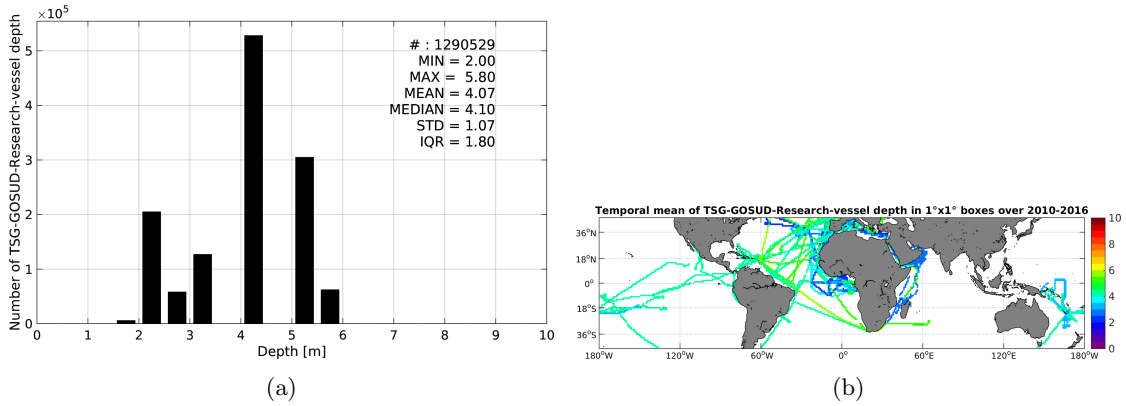 ×10⁵
Number of TSG-GOSUD-Research-vessel depth
5
4
3
2
1
0
# : 1290529
MIN = 2.00
MAX = 5.80
MEAN = 4.07
MEDIAN = 4.10
STD = 1.07
IQR = 1.80
0 1 2 3 4 5 6 7 8 9 10
Depth [m]
(a)
Temporal mean of TSG-GOSUD-Research-vessel depth in 1°x1° boxes over 2010-2016
36°N
18°N
0°
18°S
36°S
180°W 120°W 60°W 0° 60°E 120°E 180°W
10
8
6
4
2
0
(b)